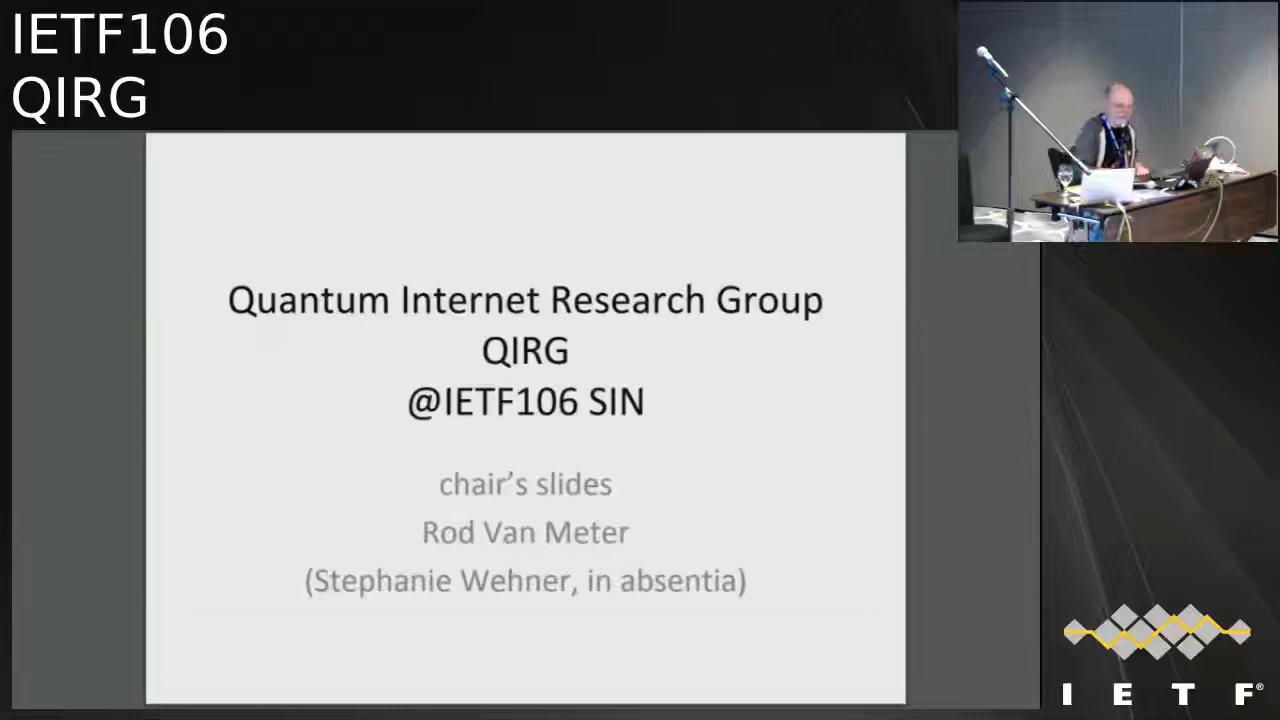 IETF106
QIRG
Quantum Internet Research Group
QIRG
@IETF106 SIN
chair's slides
Rod Van Meter
(Stephanie Wehner, in absentia)
I E T F®